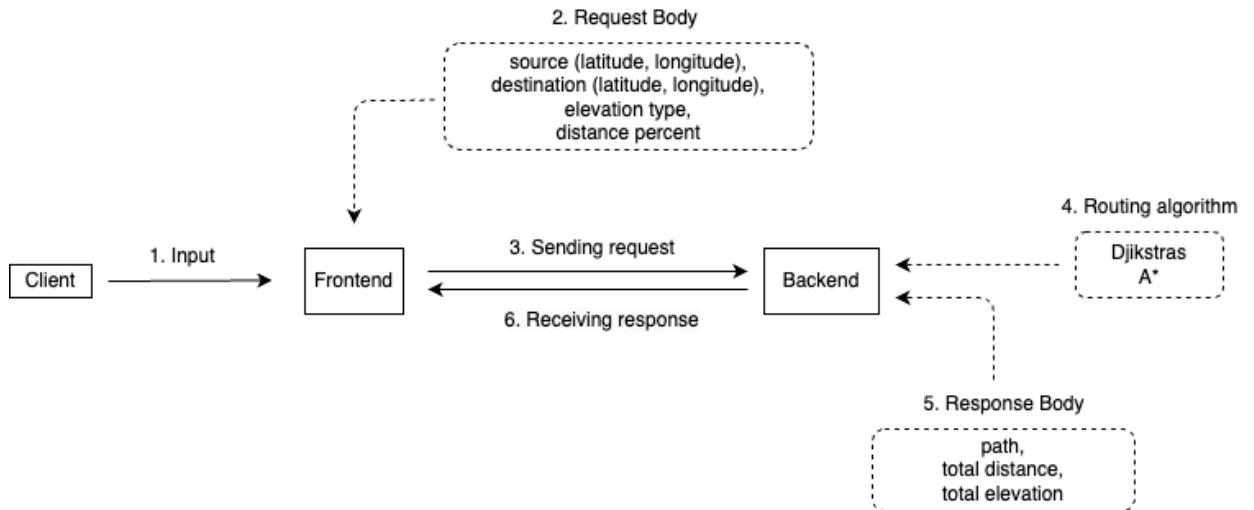 2. Request Body
source (latitude, longitude),
destination (latitude, longitude),
elevation type,
distance percent
4. Routing algorithm
Djikstras
A*
1. Input
3. Sending request
Client
Frontend
Backend
6. Receiving response
5. Response Body
path,
total distance,
total elevation